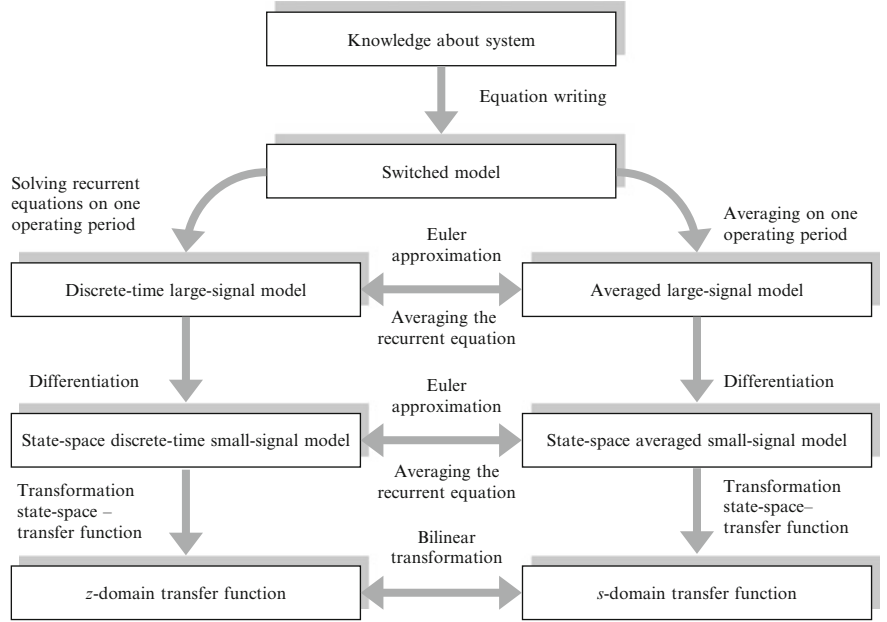 Knowledge about system
Equation writing
Switched model
Solving recurrent
equations on one
operating period
Averaging on one
operating period
Euler
approximation
Discrete-time large-signal model
Averaged large-signal model
Averaging the
recurrent equation
Differentiation
Euler
approximation
Differentiation
State-space discrete-time small-signal model
State-space averaged small-signal model
Averaging the
recurrent equation
Transformation
state-space –
transfer function
Transformation
state-space–
transfer function
Bilinear
transformation
z-domain transfer function
s-domain transfer function